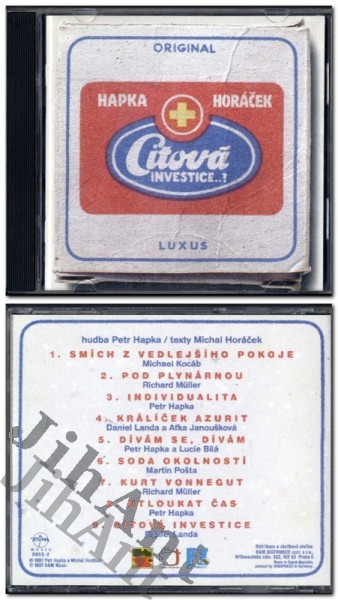 ORIGINAL
HAPKA HORÁČEK
Citová
INVESTICE..?
LUXUS
hudba Petr Hapka / texty Michal Horáček
1. SMÍCH Z VEDLEJŠÍHO POKOJE
Michael Kocáb
2. POD PLYNÁRNOU
Richard Müller
3. INDIVIDUALITA
Petr Hapka
4. KRÁLÍČEK AZURIT
Daniel Landa a Aťka Janoušková
5. DÍVÁM SE, DÍVÁM
Petr Hapka a Lucie Bílá
6. SODA OKOLNOSTÍ
Martin Pošta
7. KURT VONNEGUT
Richard Müller
8. UTLOUKAT ČAS
Petr Hapka
9. CITOVÁ INVESTICE
Daniel Landa
JihAnt
JihAnt